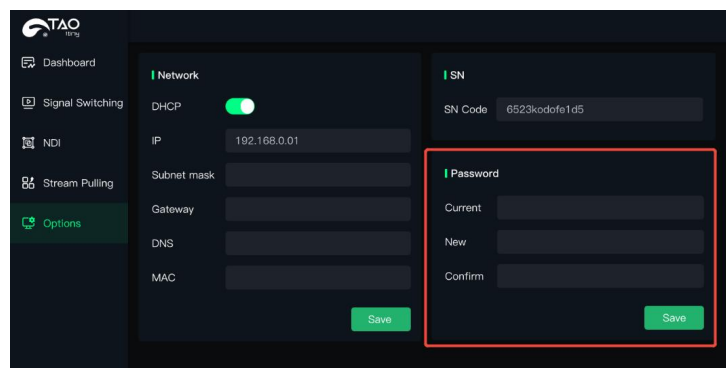 TAO
Dashboard
Signal Switching
NDI
Stream Pulling
Options
Network
DHCP
IP 192.168.0.01
Subnet mask
Gateway
DNS
MAC
Save
SN
SN Code 6523kodofe1d5
Password
Current
New
Confirm
Save